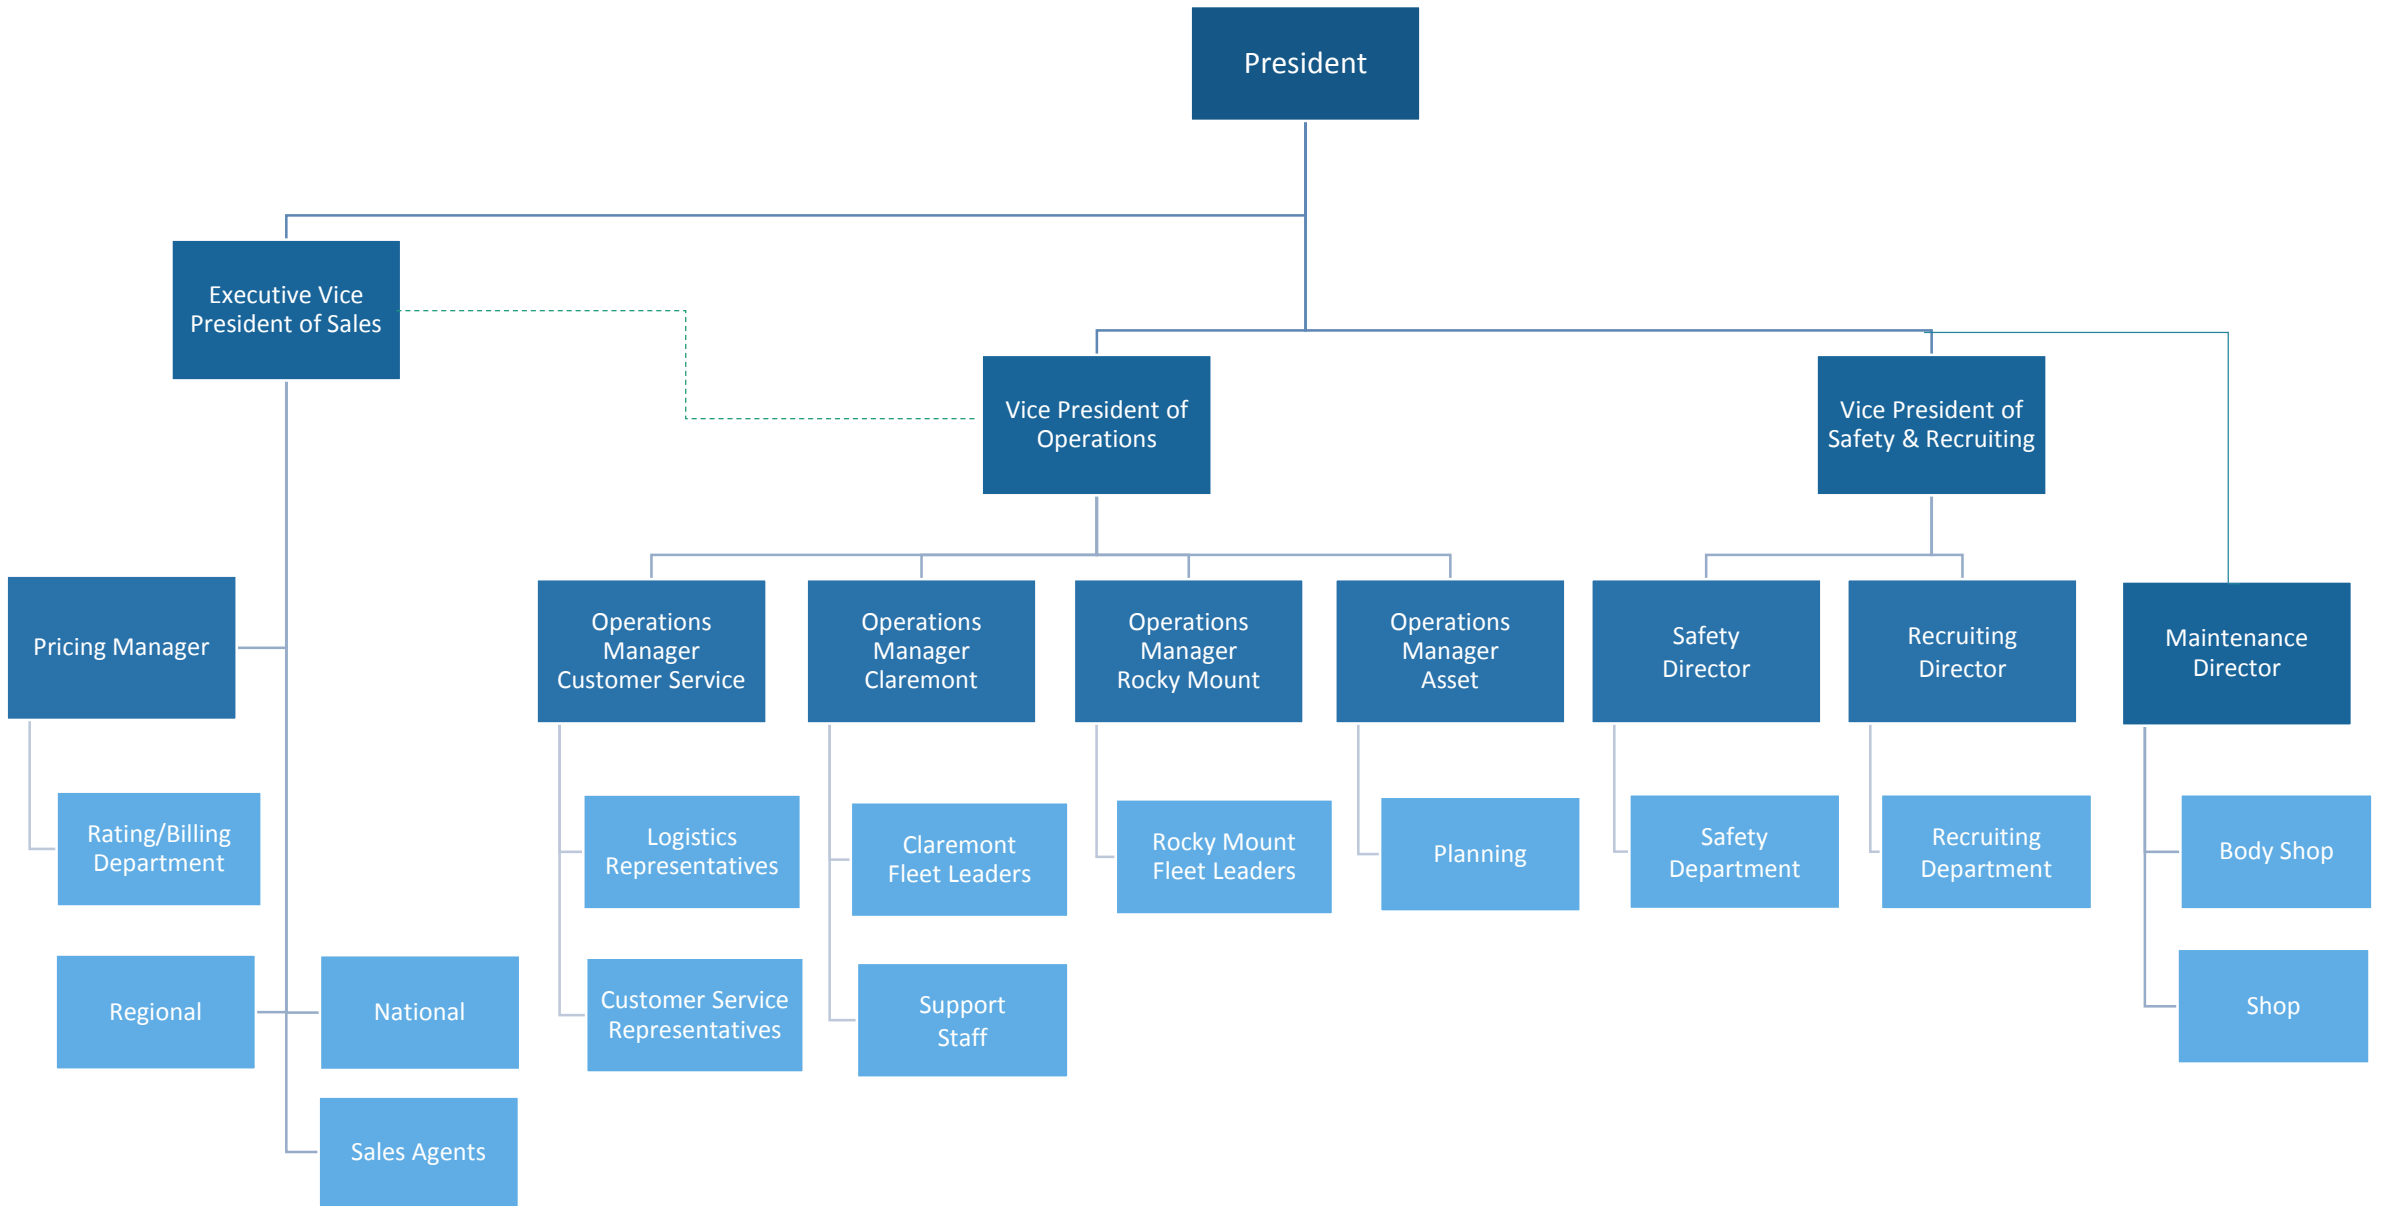 President
Executive Vice
President of Sales
Vice President of
Operations
Vice President of
Safety & Recruiting
Pricing Manager
Operations
Manager
Customer Service
Operations
Manager
Claremont
Operations
Manager
Rocky Mount
Operations
Manager
Asset
Safety
Director
Recruiting
Director
Maintenance
Director
Rating/Billing
Department
Logistics
Representatives
Claremont
Fleet Leaders
Rocky Mount
Fleet Leaders
Planning
Safety
Department
Recruiting
Department
Body Shop
Regional
National
Customer Service
Representatives
Support
Staff
Shop
Sales Agents